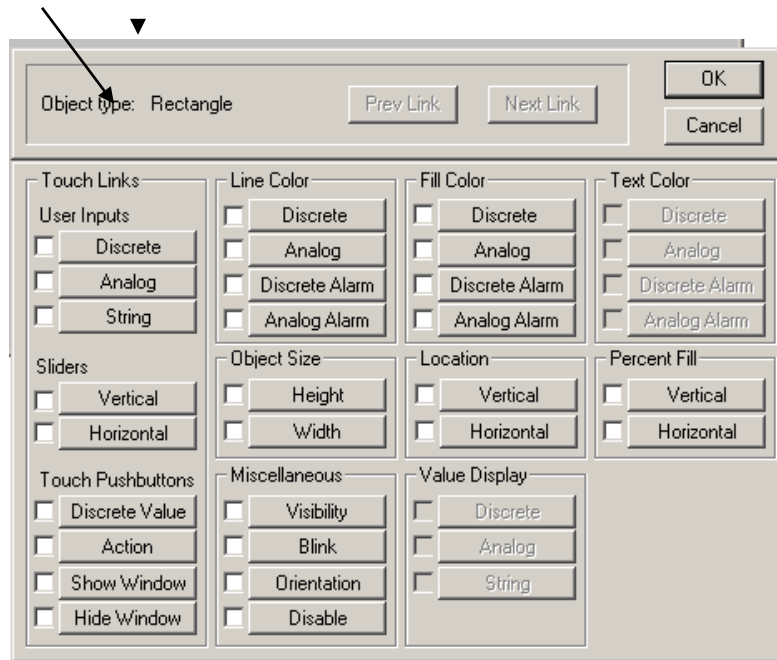 Object type: Rectangle
Prev Link
Next Link
OK
Cancel
Touch Links
User Inputs
Discrete
Analog
String
Sliders
Vertical
Horizontal
Touch Pushbuttons
Discrete Value
Action
Show Window
Hide Window
Line Color
Discrete
Analog
Discrete Alarm
Analog Alarm
Object Size
Height
Width
Miscellaneous
Visibility
Blink
Orientation
Disable
Fill Color
Discrete
Analog
Discrete Alarm
Analog Alarm
Location
Vertical
Horizontal
Value Display
Discrete
Analog
String
Text Color
Discrete
Analog
Discrete Alarm
Analog Alarm
Percent Fill
Vertical
Horizontal